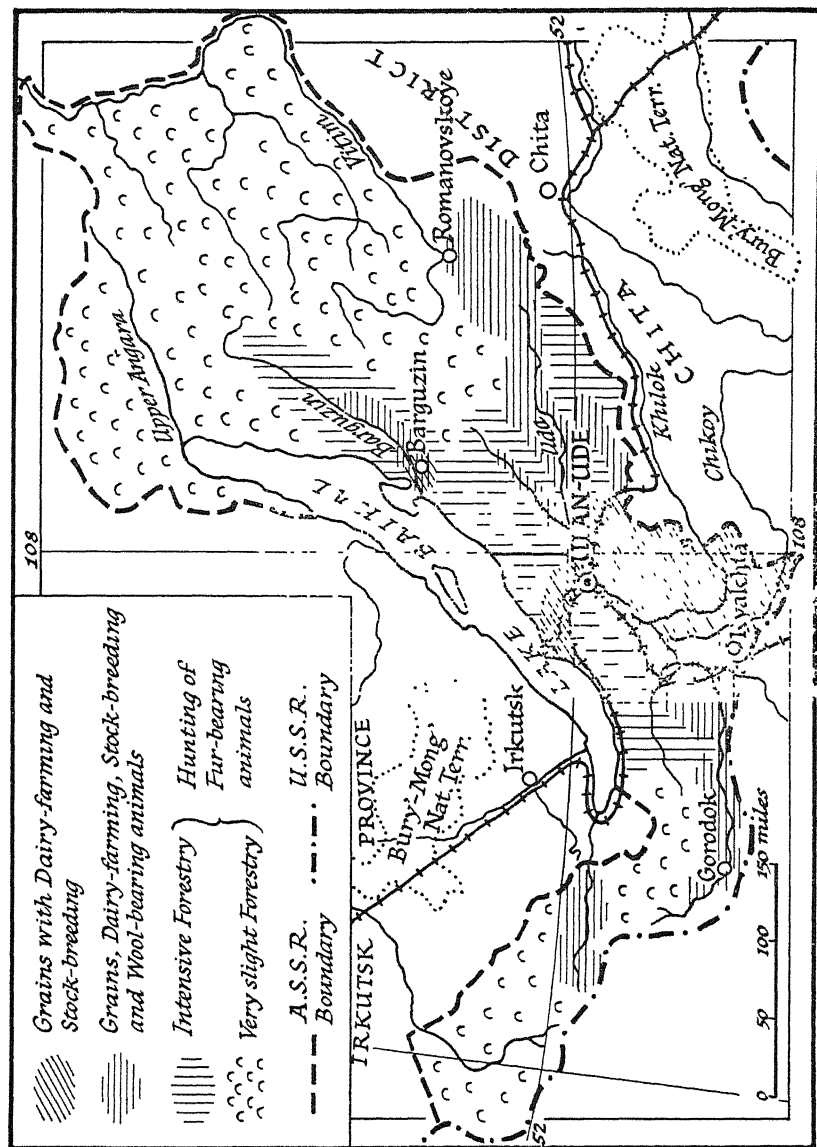 Grains with Dairy-farming and
Stock-breeding
Grains, Dairy-farming, Stock-breeding
and Wool-bearing animals
Intensive Forestry
Very slight Forestry
Hunting of
Fur-bearing
animals
A.S.S.R.
Boundary
U.S.S.R.
Boundary
108
52
Upper Angara
Vitim
Romanovskoye
Barguzin
Barguzin
DISTRICT
CHITA
Chita
LAKE BAIKAL
Uda
ULAN-UDE
Khilok
Chikoy
Bury-Mong' Nat. Terr.
IRKUTSK
PROVINCE
Bury'-Mong'
Nat. Terr.
Irkutsk
Gorodok
108
52
0 50 100 150 miles